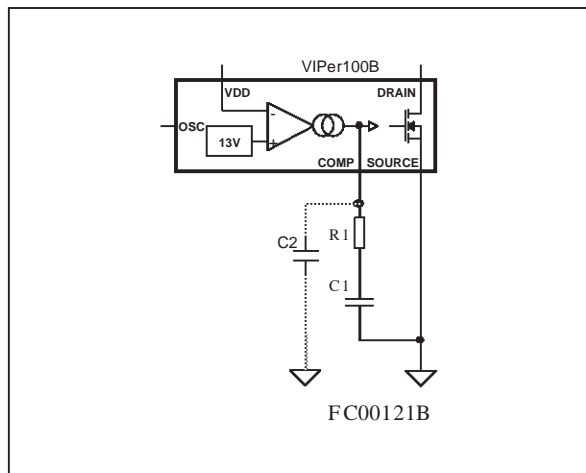 VIPer100B
VDD
DRAIN
OSC
-
13V
+
COMP SOURCE
C2
R1
C1
FC00121B